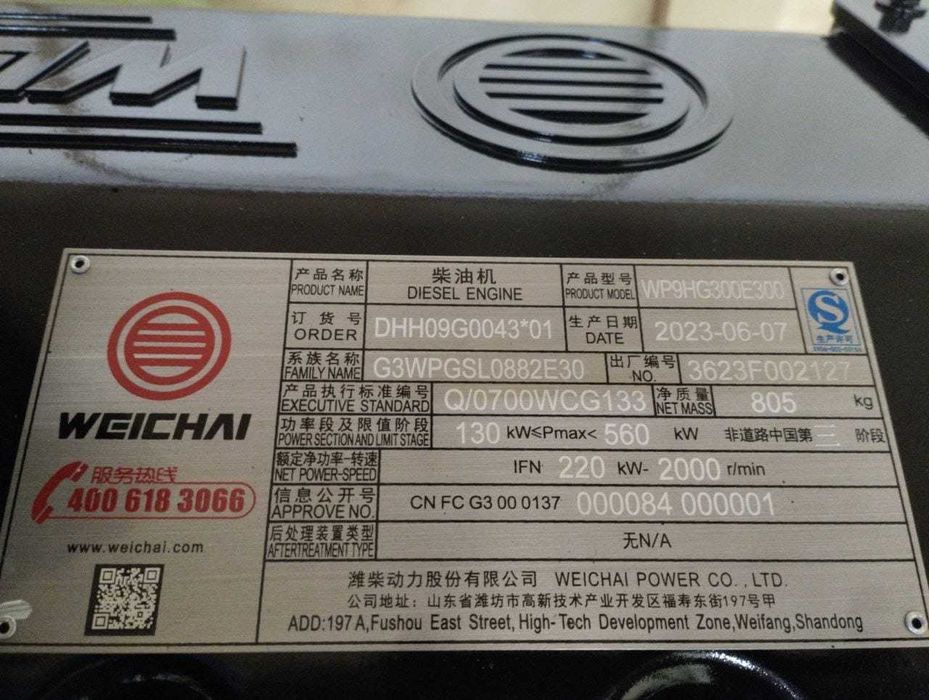 WP
WEICHAI
服务热线
400 618 3066
www.weichai.com
产品名称 柴油机 产品型号 WP9HG300E300
PRODUCT NAME DIESEL ENGINE PRODUCT MODEL
订货号 DHH09G0043*01 生产日期 2023-06-07
ORDER DATE
生产许可
系族名称 G3WPGSL0882E30 出厂编号 3623F002127
FAMILY NAME NO.
产品执行标准编号 Q/0700WCG133 净质量 805 kg
EXECUTIVE STANDARD NET MASS
功率段及限值阶段 130 kW≤Pmax< 560 kW 非道路中国第三阶段
POWER SECTION AND LIMIT STAGE
额定净功率-转速 IFN 220 kW- 2000 r/min
NET POWER-SPEED
信息公开号 CN FC G3 00 0137 000084 000001
APPROVE NO.
后处理装置类型 无N/A
AFTERTREATMENT TYPE
潍柴动力股份有限公司 WEICHAI POWER CO.,LTD.
公司地址：山东省潍坊市高新技术产业开发区福寿东街197号甲
ADD:197 A,Fushou East Street, High-Tech Development Zone,Weifang,Shandong